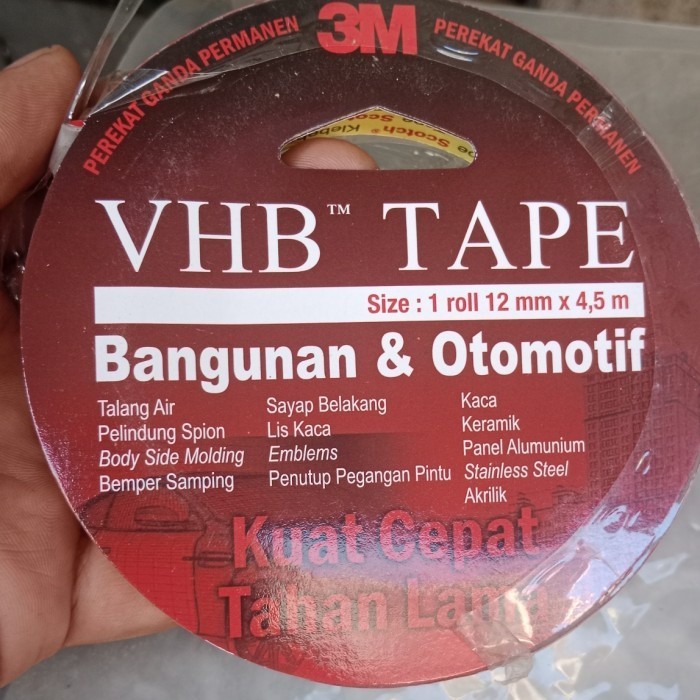 PEREKAT GANDA PERMANEN
3M
PEREKAT GANDA PERMANEN
Scotch® Klebe
VHB™ TAPE
Size : 1 roll 12 mm x 4,5 m
Bangunan & Otomotif
Talang Air
Pelindung Spion
Body Side Molding
Bemper Samping
Sayap Belakang
Lis Kaca
Emblems
Penutup Pegangan Pintu
Kaca
Keramik
Panel Alumunium
Stainless Steel
Akrilik
Kuat Cepat
Tahan Lama